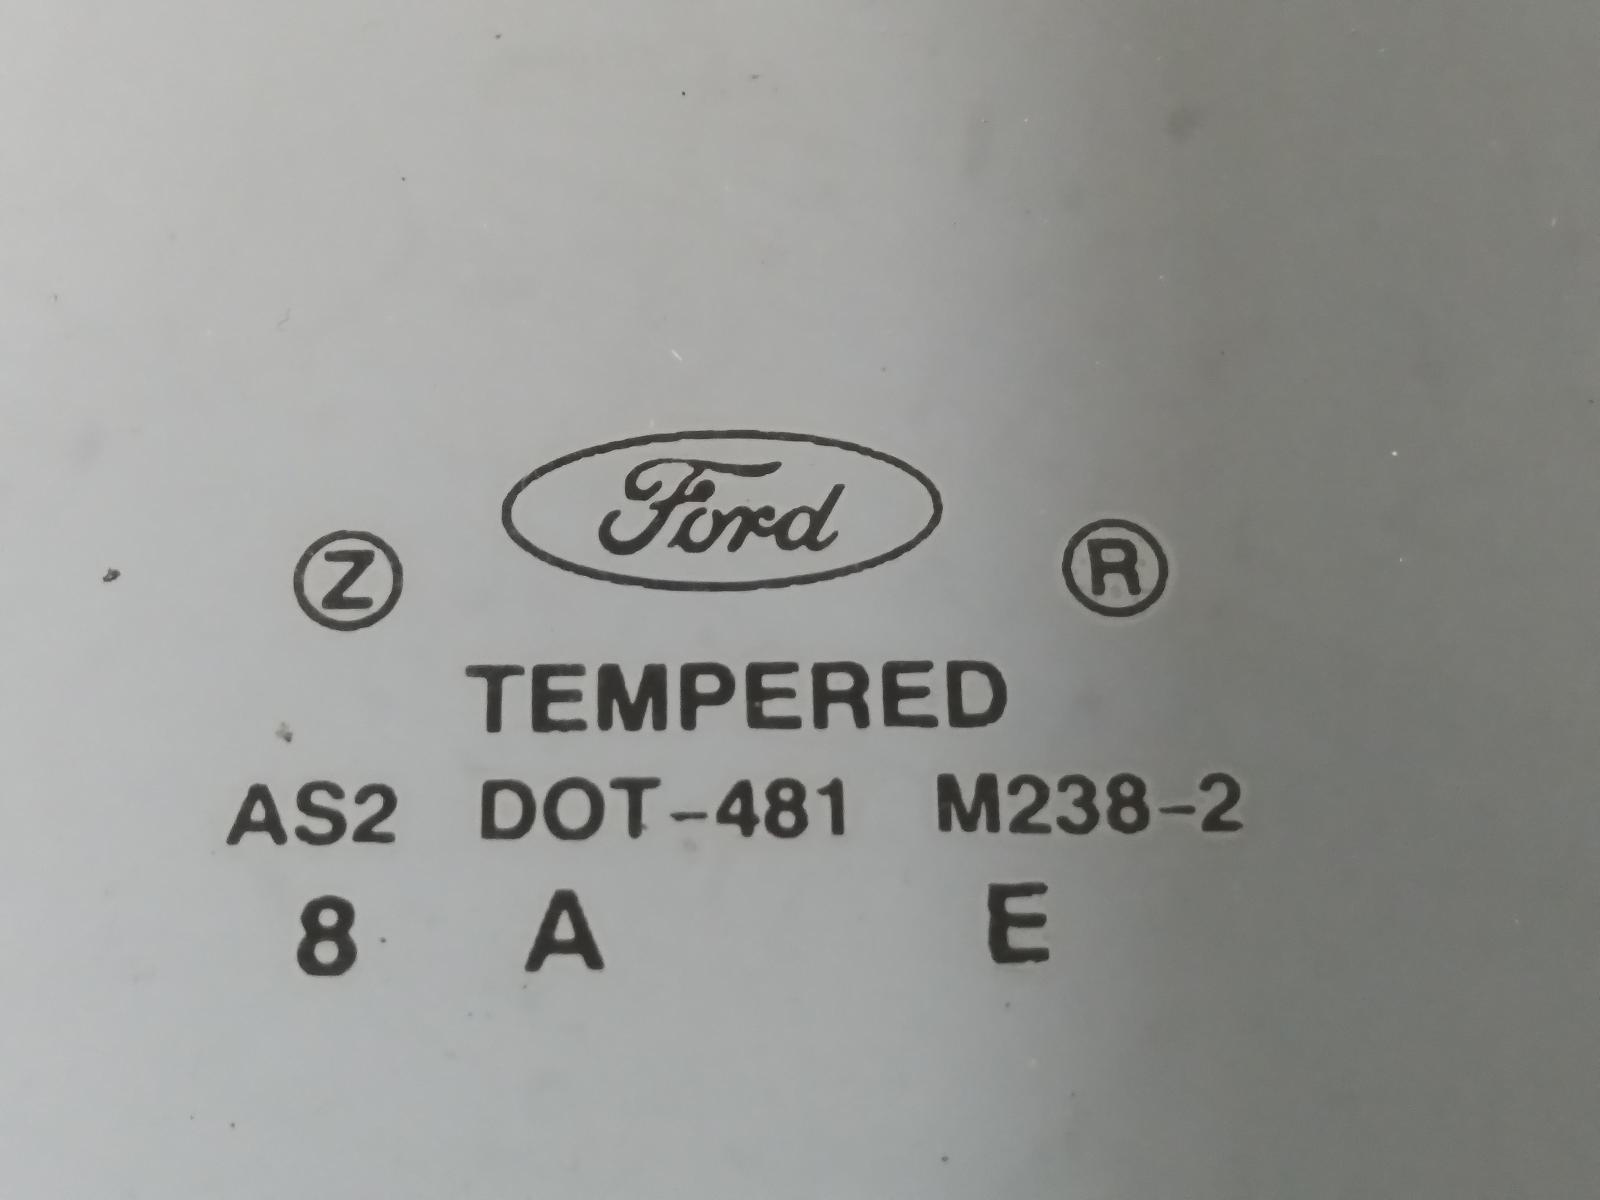 Z Ford R
TEMPERED
AS2 DOT-481 M238-2
8 A E